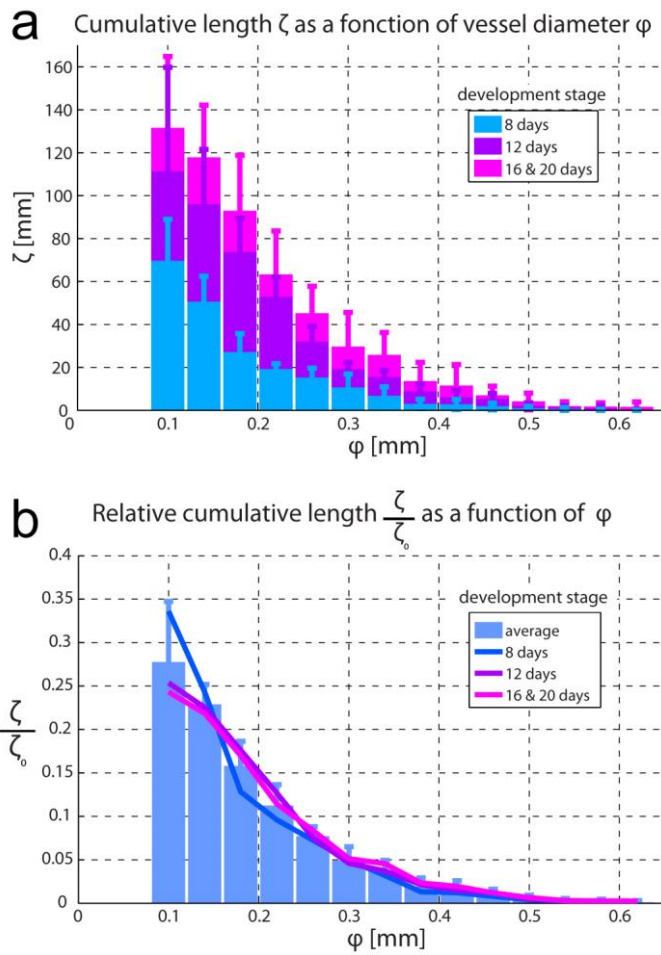 a
Cumulative length ζ as a fonction of vessel diameter φ
160
140
120
100
80
60
40
20
0
ζ [mm]
development stage
8 days
12 days
16 & 20 days
0.1
0.2
0.3
0.4
0.5
0.6
φ [mm]
b
Relative cumulative length ζ/ζ₀ as a function of φ
0.4
0.35
0.3
0.25
0.2
0.15
0.1
0.05
0
ζ/ζ₀
development stage
average
8 days
12 days
16 & 20 days
0
0.1
0.2
0.3
0.4
0.5
0.6
φ [mm]